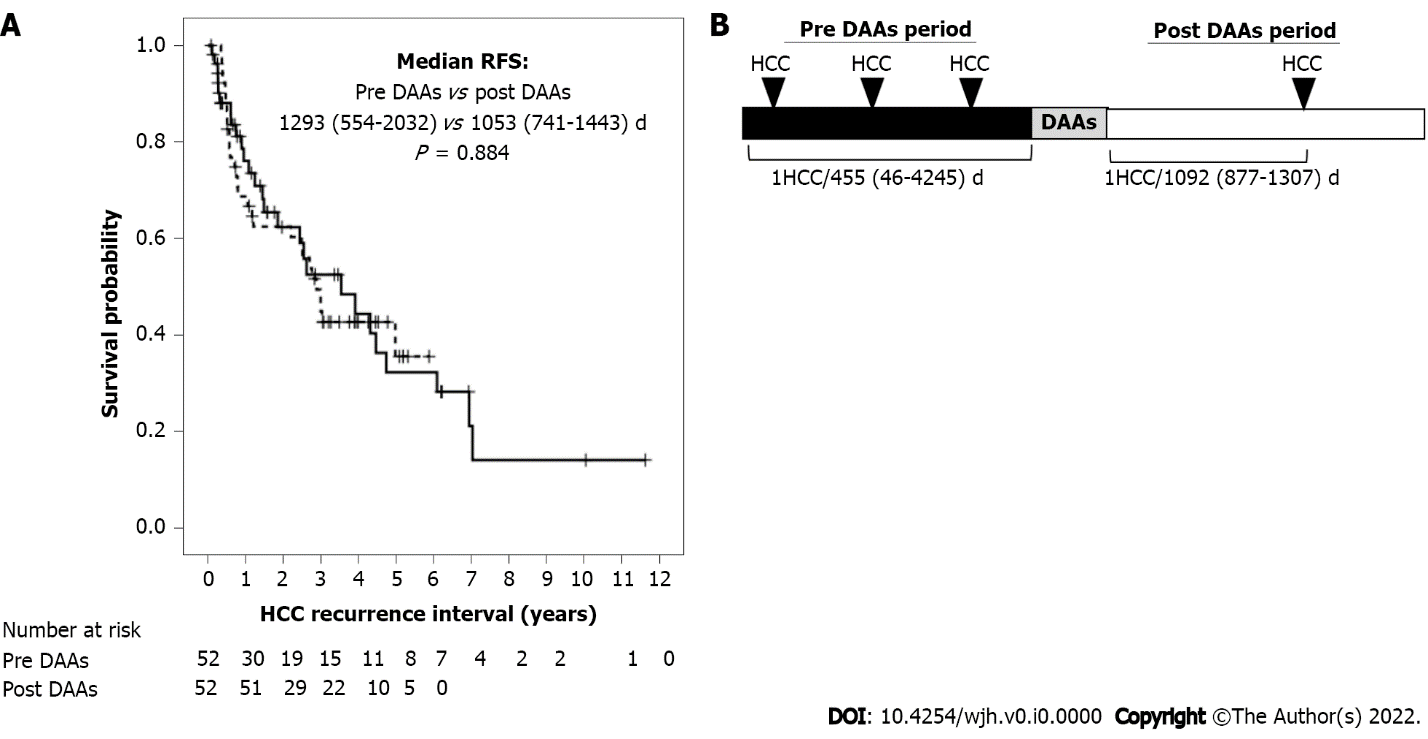 A
Median RFS:
Pre DAAs vs post DAAs
1293 (554-2032) vs 1053 (741-1443) d
P = 0.884
Survival probability
1.0
0.8
0.6
0.4
0.2
0.0
0 1 2 3 4 5 6 7 8 9 10 11 12
HCC recurrence interval (years)
Number at risk
Pre DAAs 52 30 19 15 11 8 7 4 2 2 1 0
Post DAAs 52 51 29 22 10 5 0
B
Pre DAAs period Post DAAs period
HCC HCC HCC HCC
DAAs
1HCC/455 (46-4245) d 1HCC/1092 (877-1307) d
DOI: 10.4254/wjh.v0.i0.0000 Copyright ©The Author(s) 2022.